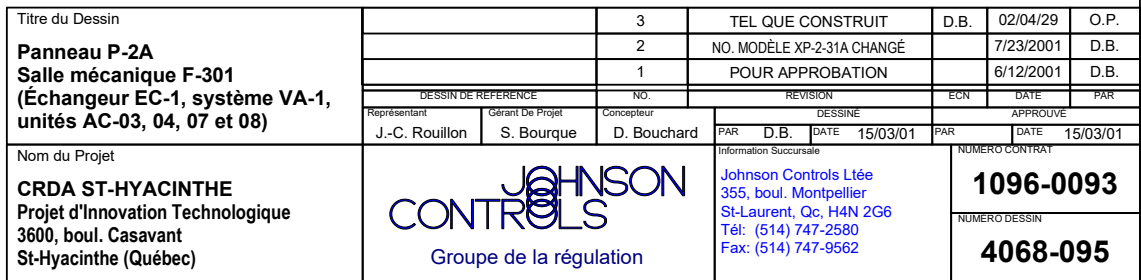 Titre du Dessin
Panneau P-2A
Salle mécanique F-301
(Échangeur EC-1, système VA-1,
unités AC-03, 04, 07 et 08)
3 TEL QUE CONSTRUIT D.B. 02/04/29 O.P.
2 NO. MODÈLE XP-2-31A CHANGÉ 7/23/2001 D.B.
1 POUR APPROBATION 6/12/2001 D.B.
DESSIN DE REFERENCE NO. REVISION ECN DATE PAR
Représentant Gérant De Projet Concepteur DESSINÉ APPROUVÉ
J.-C. Rouillon S. Bourque D. Bouchard PAR D.B. DATE 15/03/01 PAR DATE 15/03/01
Nom du Projet
CRDA ST-HYACINTHE
Projet d'Innovation Technologique
3600, boul. Casavant
St-Hyacinthe (Québec)
JOHNSON
CONTROLS
Groupe de la régulation
Information Succursale
Johnson Controls Ltée
355, boul. Montpellier
St-Laurent, Qc, H4N 2G6
Tél: (514) 747-2580
Fax: (514) 747-9562
NUMERO CONTRAT
1096-0093
NUMERO DESSIN
4068-095